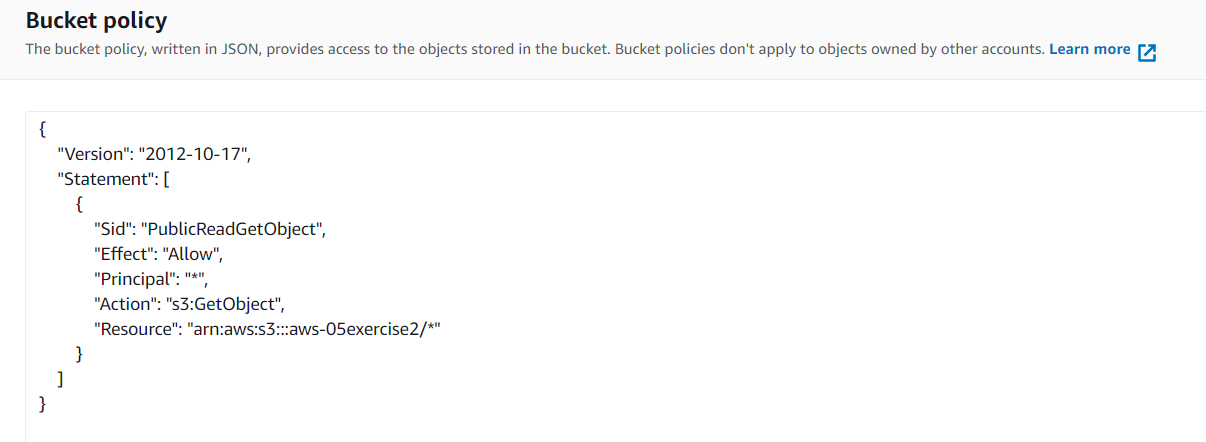 Bucket policy
The bucket policy, written in JSON, provides access to the objects stored in the bucket. Bucket policies don't apply to objects owned by other accounts. Learn more
{
"Version": "2012-10-17",
"Statement": [
{
"Sid": "PublicReadGetObject",
"Effect": "Allow",
"Principal": "*",
"Action": "s3:GetObject",
"Resource": "arn:aws:s3:::aws-05exercise2/*"
}
]
}